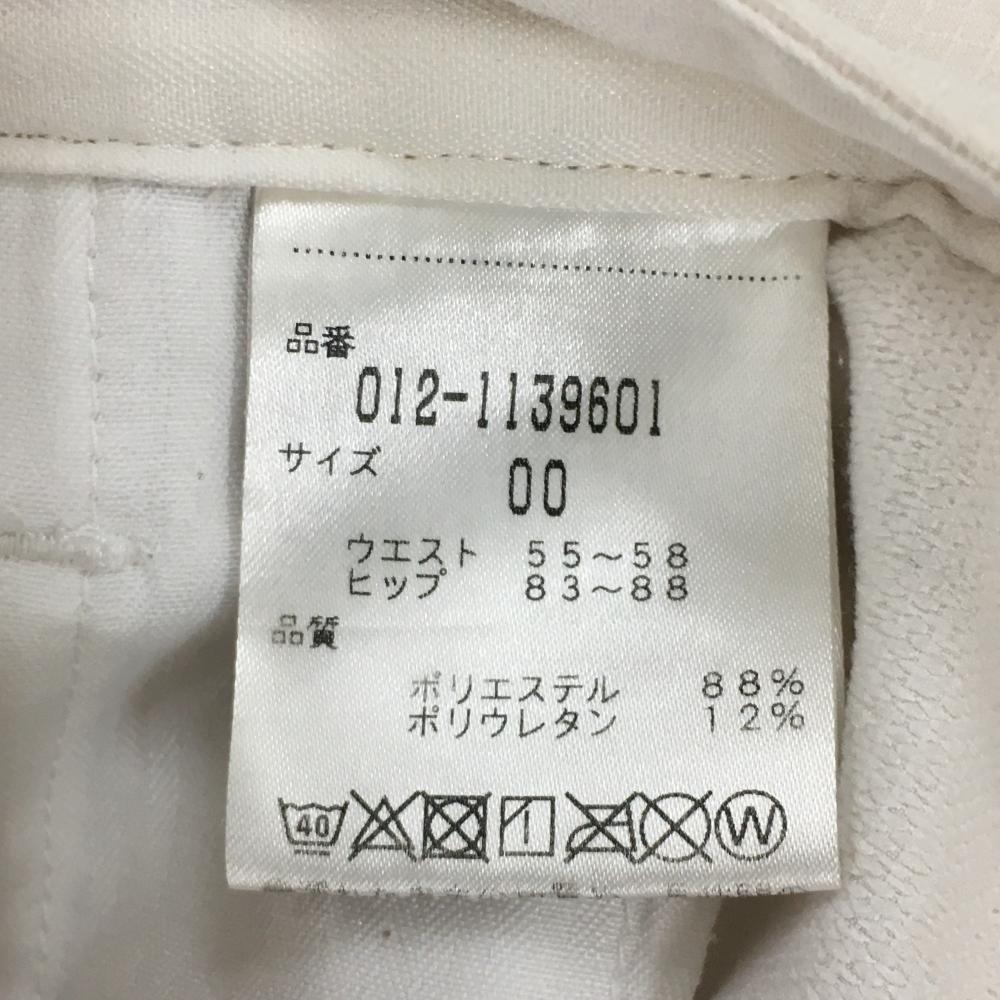 品番
012-1139601
サイズ
00
ウエスト 55～58
ヒップ 83～88
品質
ポリエステル 88%
ポリウレタン 12%
40 W